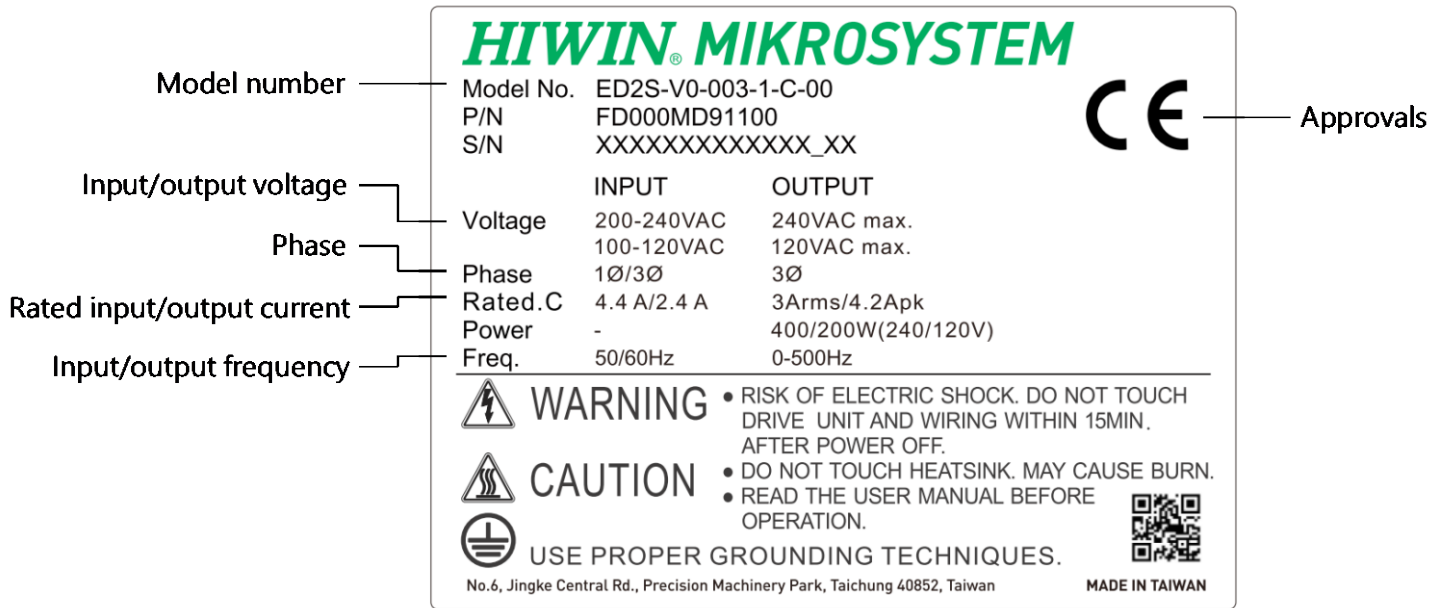 HIWIN® MIKROSYSTEM
Model number
Model No. ED2S-V0-003-1-C-00
P/N FD000MD91100
S/N XXXXXXXXXXXXX_XX
CE
Approvals
INPUT OUTPUT
Input/output voltage
Voltage 200-240VAC 240VAC max.
100-120VAC 120VAC max.
Phase
Phase 1Ø/3Ø 3Ø
Rated input/output current
Rated.C 4.4 A/2.4 A 3Arms/4.2Apk
Power - 400/200W(240/120V)
Input/output frequency
Freq. 50/60Hz 0-500Hz
WARNING ● RISK OF ELECTRIC SHOCK. DO NOT TOUCH
DRIVE UNIT AND WIRING WITHIN 15MIN.
AFTER POWER OFF.
CAUTION ● DO NOT TOUCH HEATSINK. MAY CAUSE BURN.
● READ THE USER MANUAL BEFORE
OPERATION.
USE PROPER GROUNDING TECHNIQUES.
No.6, Jingke Central Rd., Precision Machinery Park, Taichung 40852, Taiwan MADE IN TAIWAN